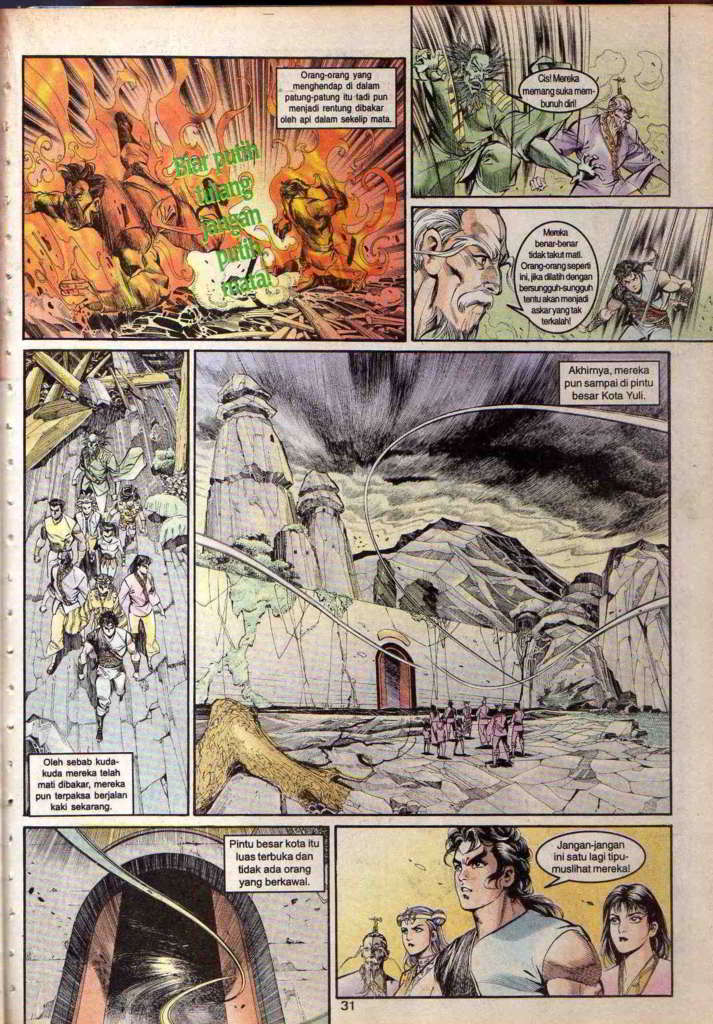 Orang-orang yang
menghendap di dalam
patung-patung itu tadi pun
menjadi rentung dibakar
oleh api dalam sekelip mata.
Biar putih
tulang
jangan
putih
mata!
Cis! Mereka
memang suka mem-
bunuh diri!
Mereka
benar-benar
tidak takut mati.
Orang-orang seperti
ini, jika dilatih dengan
bersungguh-sungguh
tentu akan menjadi
askar yang tak
terkalah!
Oleh sebab kuda-
kuda mereka telah
mati dibakar, mereka
pun terpaksa berjalan
kaki sekarang.
Akhirnya, mereka
pun sampai di pintu
besar Kota Yuli.
Pintu besar kota itu
luas terbuka dan
tidak ada orang
yang berkawal.
Jangan-jangan
ini satu lagi tipu-
muslihat mereka!
31